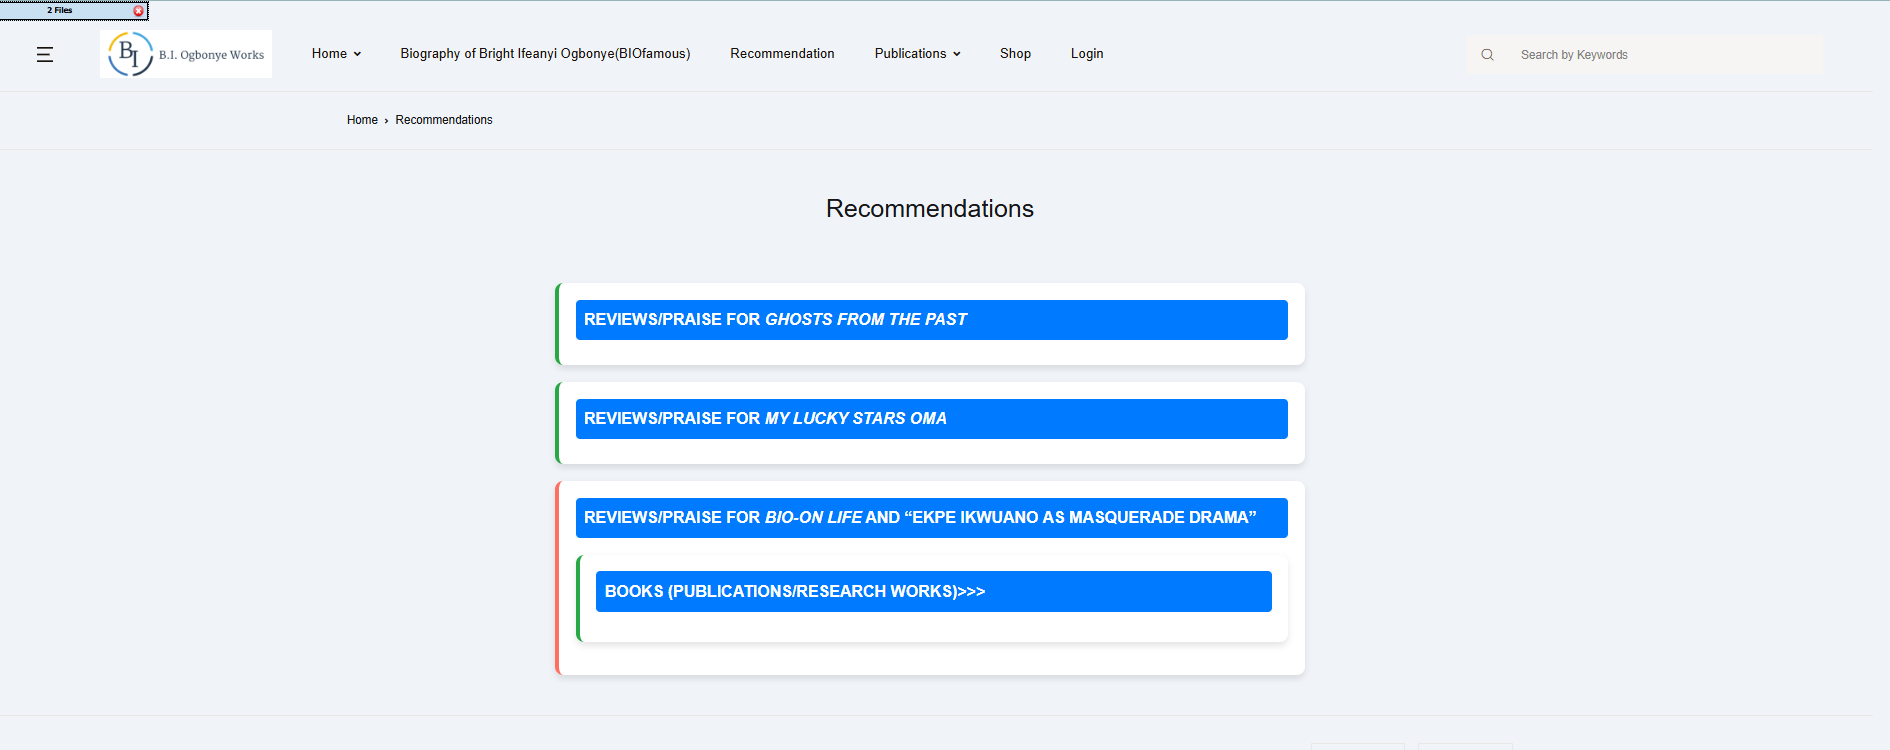 2 Files
BI B.I. Ogbonye Works
Home
Biography of Bright Ifeanyi Ogbonye(BIOfamous)
Recommendation
Publications
Shop
Login
Search by Keywords
Home › Recommendations
Recommendations
REVIEWS/PRAISE FOR GHOSTS FROM THE PAST
REVIEWS/PRAISE FOR MY LUCKY STARS OMA
REVIEWS/PRAISE FOR BIO-ON LIFE AND “EKPE IKWUANO AS MASQUERADE DRAMA”
BOOKS (PUBLICATIONS/RESEARCH WORKS)>>>